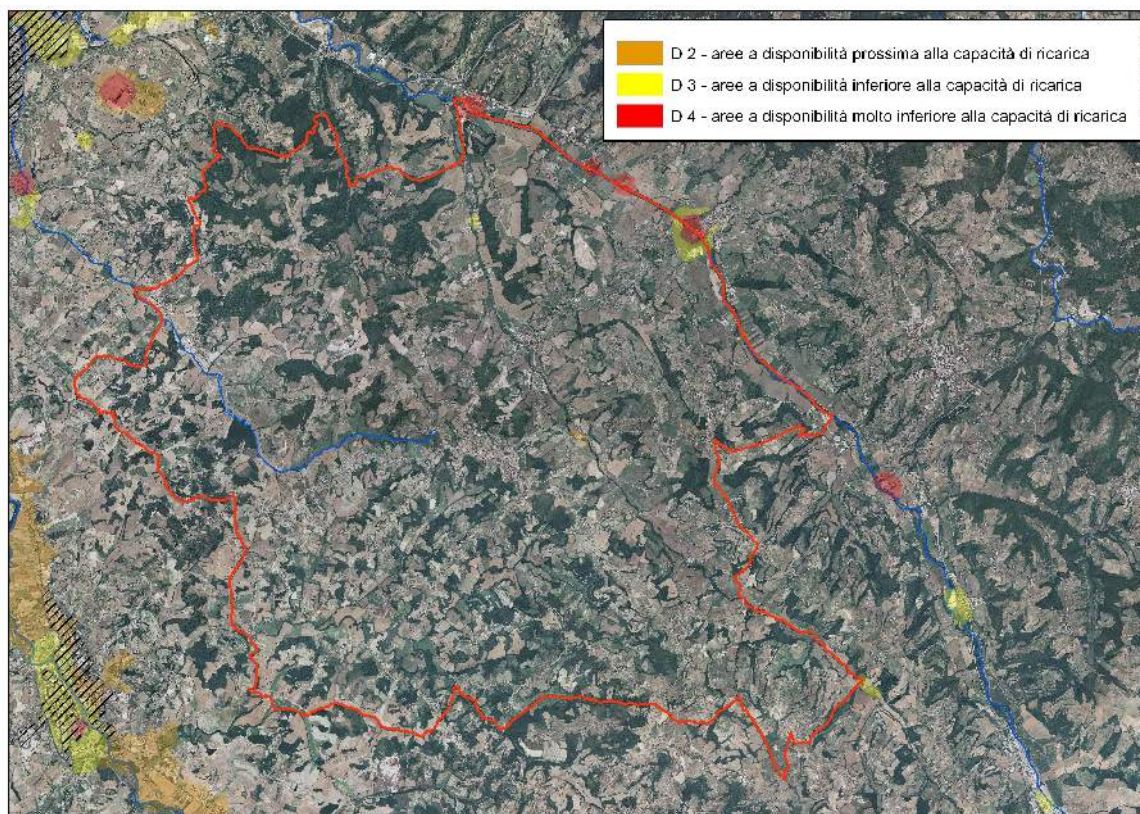 D 2 - aree a disponibilità prossima alla capacità di ricarica
D 3 - aree a disponibilità inferiore alla capacità di ricarica
D 4 - aree a disponibilità molto inferiore alla capacità di ricarica